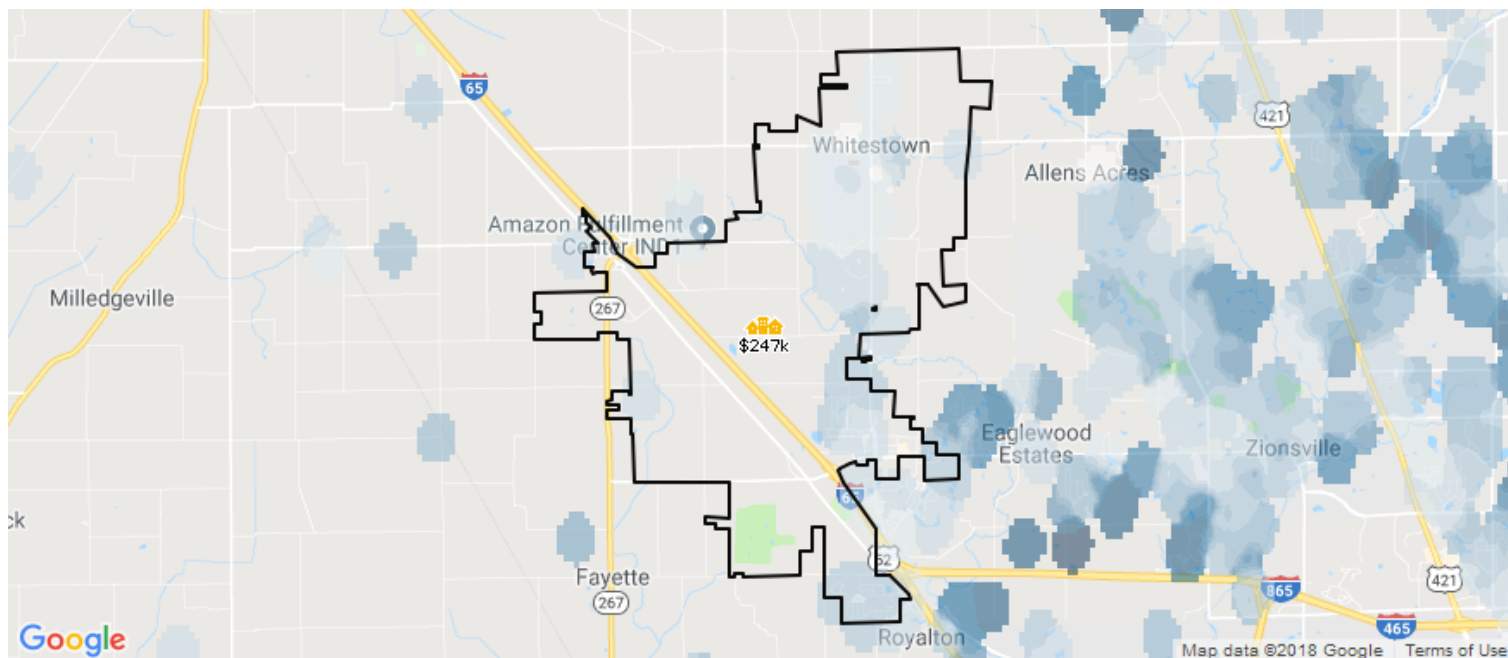 65
421
Whitestown
Allens Acres
Amazon Fulfillment
Center IND
Milledgeville
267
$247k
Eaglewood
Estates
Zionsville
65
ck
52
Fayette
267
865
421
465
Royalton
Google
Map data ©2018 Google
Terms of Use